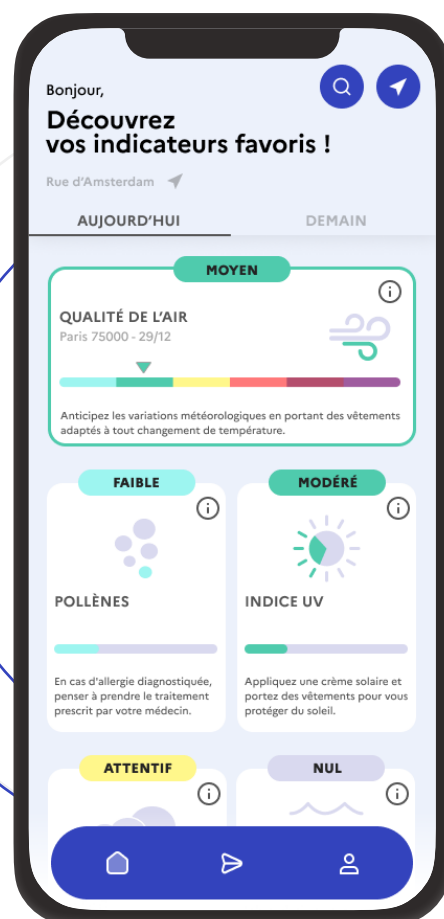 Bonjour,
Découvrez
vos indicateurs favoris !
Rue d'Amsterdam
AUJOURD'HUI
DEMAIN
MOYEN
QUALITÉ DE L'AIR
Paris 75000 - 29/12
Anticipez les variations météorologiques en portant des vêtements
adaptés à tout changement de température.
FAIBLE
POLLÈNES
En cas d'allergie diagnostiquée,
penser à prendre le traitement
prescrit par votre médecin.
MODÉRÉ
INDICE UV
Appliquez une crème solaire et
portez des vêtements pour vous
protéger du soleil.
ATTENTIF
NUL